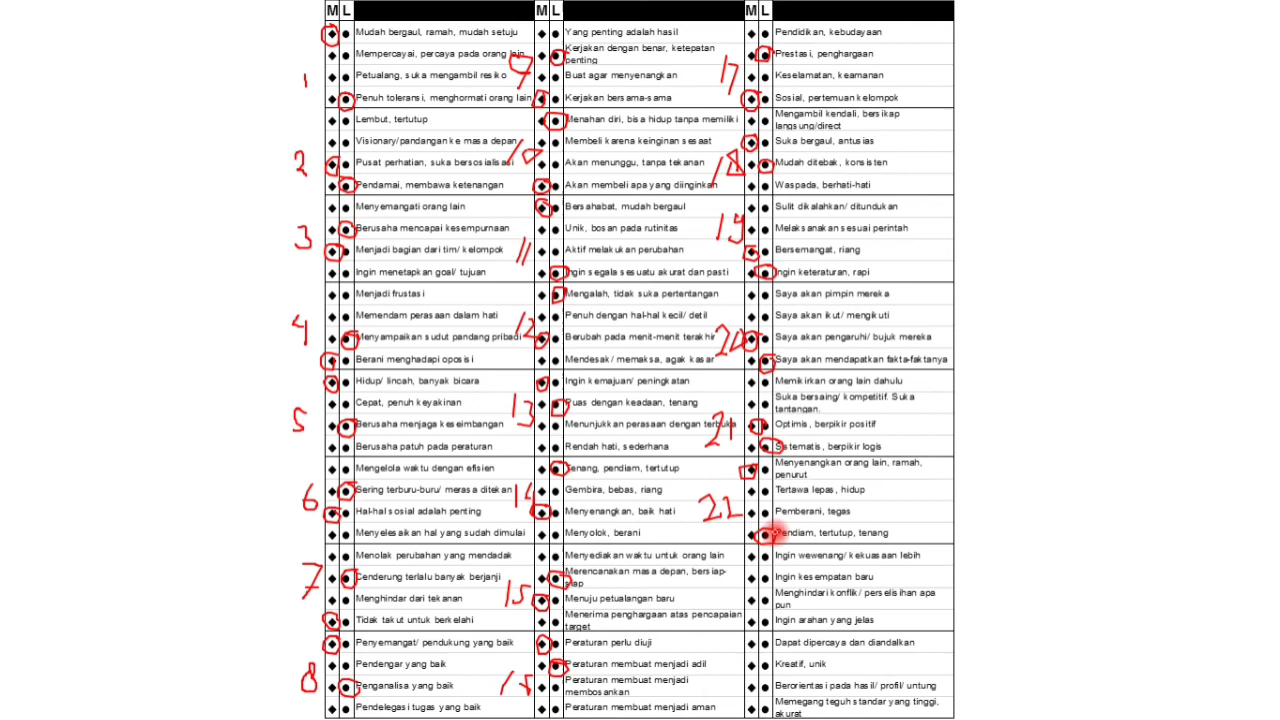 M L
Mudah bergaul, ramah, mudah setuju
Mempercayai, percaya pada orang lain
Petualang, suka mengambil resiko
Penuh toleransi, menghormati orang lain
1
Lembut, tertutup
Visionary/pandangan ke masa depan
Pusat perhatian, suka bersosialisasi
Pendamai, membawa ketenangan
2
Menyemangati orang lain
Berusaha mencapai kesempurnaan
Menjadi bagian dari tim/ kelompok
Ingin menetapkan goal/ tujuan
3
Menjadi frustasi
Memendam perasaan dalam hati
Menyampaikan sudut pandang pribadi
Berani menghadapi oposisi
4
Hidup/ lincah, banyak bicara
Cepat, penuh keyakinan
Berusaha menjaga keseimbangan
Berusaha patuh pada peraturan
5
Mengelola waktu dengan efisien
Sering terburu-buru/ merasa ditekan
Hal-hal sosial adalah penting
Menyelesaikan hal yang sudah dimulai
6
Menolak perubahan yang mendadak
Cenderung terlalu banyak berjanji
Menghindar dari tekanan
Tidak takut untuk berkelahi
7
Penyemangat/ pendukung yang baik
Pendengar yang baik
Penganalisa yang baik
Pendelegasi tugas yang baik
8
M L
Yang penting adalah hasil
Kerjakan dengan benar, ketepatan
penting
Buat agar menyenangkan
Kerjakan bersama-sama
9
Menahan diri, bisa hidup tanpa memiliki
Membeli karena keinginan sesaat
Akan menunggu, tanpa tekanan
Akan membeli apa yang diinginkan
10
Bersahabat, mudah bergaul
Unik, bosan pada rutinitas
Aktif melakukan perubahan
Ingin segala sesuatu akurat dan pasti
11
Mengalah, tidak suka pertentangan
Penuh dengan hal-hal kecil/ detil
Berubah pada menit-menit terakhir
Mendesak/ memaksa, agak kasar
12
Ingin kemajuan/ peningkatan
Puas dengan keadaan, tenang
Menunjukkan perasaan dengan terbuka
Rendah hati, sederhana
13
Tenang, pendiam, tertutup
Gembira, bebas, riang
Menyenangkan, baik hati
Menyolok, berani
14
Menyediakan waktu untuk orang lain
Merencanakan masa depan, bersiap-
siap
Menuju petualangan baru
Menerima penghargaan atas pencapaian
target
15
Peraturan perlu diuji
Peraturan membuat menjadi adil
Peraturan membuat menjadi
membosankan
Peraturan membuat menjadi aman
M L
Pendidikan, kebudayaan
Prestasi, penghargaan
Keselamatan, keamanan
Sosial, pertemuan kelompok
17
Mengambil kendali, bersikap
langsung/direct
Suka bergaul, antusias
Mudah ditebak, konsisten
Waspada, berhati-hati
18
Sulit dikalahkan/ ditundukan
Melaksanakan sesuai perintah
Bersemangat, riang
Ingin keteraturan, rapi
19
Saya akan pimpin mereka
Saya akan ikut/ mengikuti
Saya akan pengaruhi/ bujuk mereka
Saya akan mendapatkan fakta-faktanya
20
Memikirkan orang lain dahulu
Suka bersaing/ kompetitif. Suka
tantangan.
Optimis, berpikir positif
Sistematis, berpikir logis
21
Menyenangkan orang lain, ramah,
penurut
Tertawa lepas, hidup
Pemberani, tegas
Pendiam, tertutup, tenang
22
Ingin wewenang/ kekuasaan lebih
Ingin kesempatan baru
Menghindari konflik/ perselisihan apa
pun
Ingin arahan yang jelas
Dapat dipercaya dan diandalkan
Kreatif, unik
Berorientasi pada hasil/ profil/ untung
Memegang teguh standar yang tinggi,
akurat